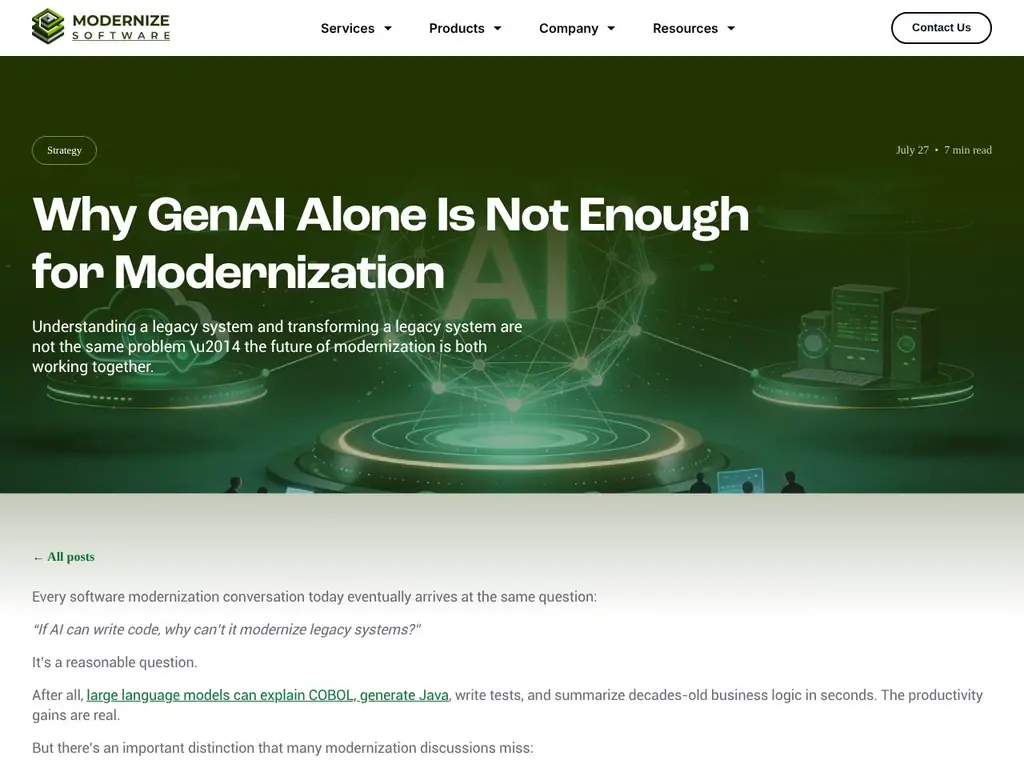 MODERNIZE
SOFTWARE
Services
Products
Company
Resources
Contact Us
Strategy
July 27 • 7 min read
Why GenAI Alone Is Not Enough
for Modernization
AI
Understanding a legacy system and transforming a legacy system are
not the same problem \u2014 the future of modernization is both
working together.
← All posts
Every software modernization conversation today eventually arrives at the same question:
“If AI can write code, why can’t it modernize legacy systems?”
It’s a reasonable question.
After all, large language models can explain COBOL, generate Java, write tests, and summarize decades-old business logic in seconds. The productivity
gains are real.
But there’s an important distinction that many modernization discussions miss: